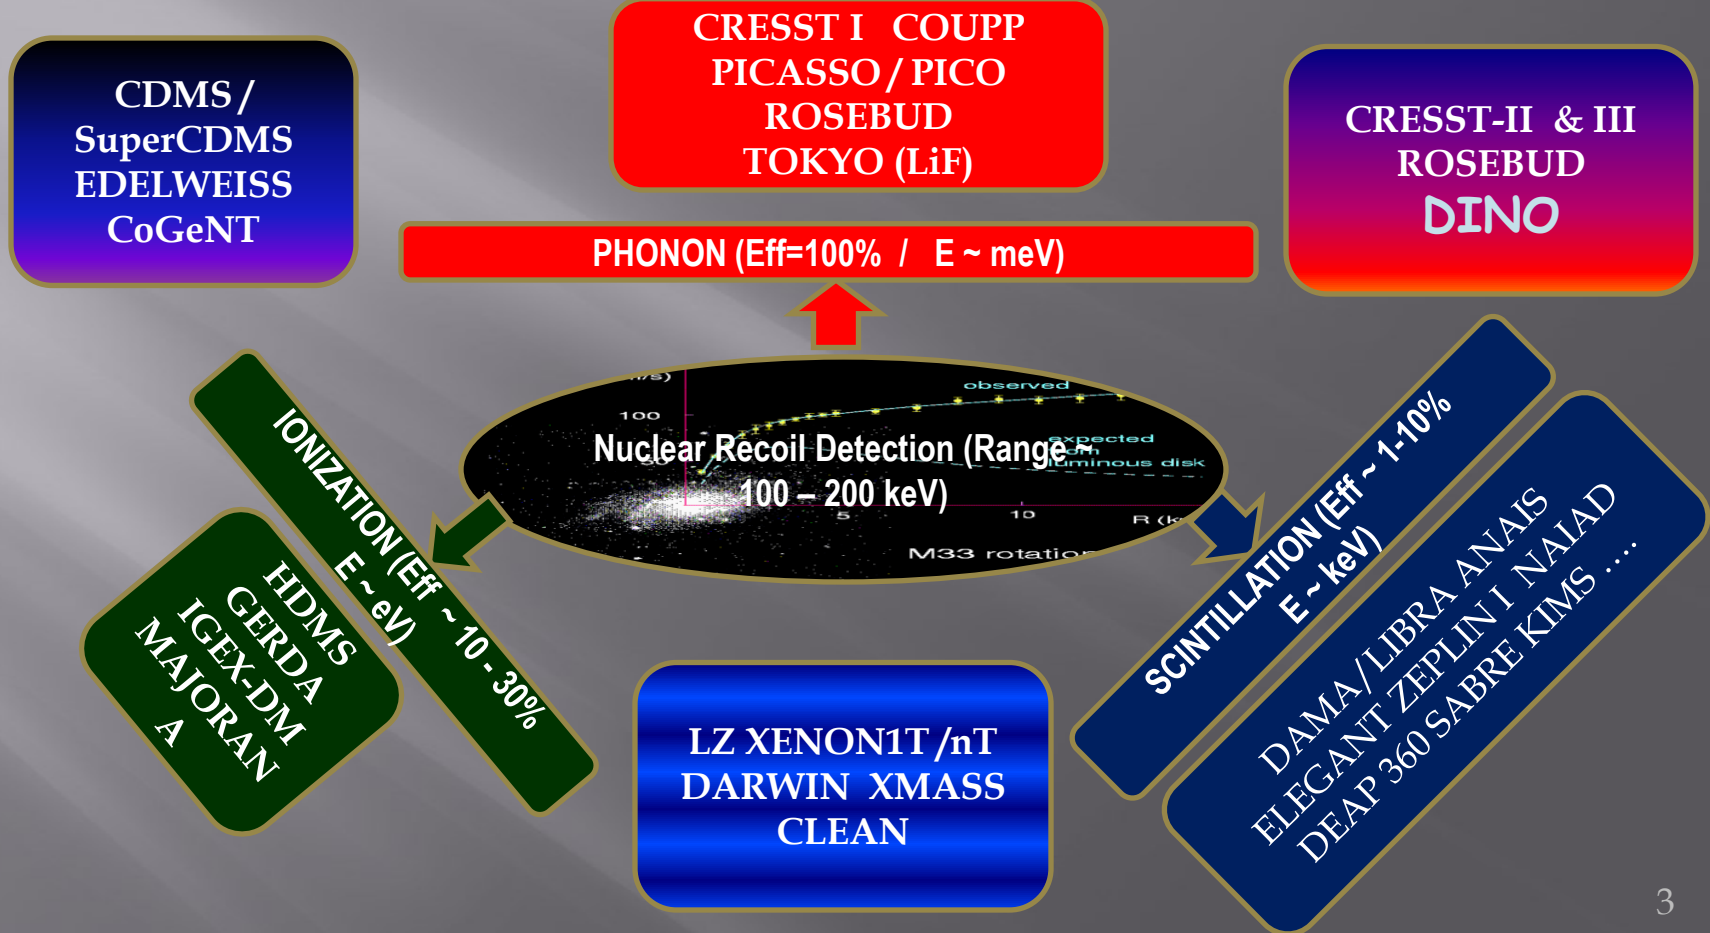 CRESST I COUPP
PICASSO / PICO
ROSEBUD
TOKYO (LiF)
CDMS /
SuperCDMS
EDELWEISS
CoGeNT
CRESST-II & III
ROSEBUD
DINO
PHONON (Eff=100% / E ~ meV)
observed
100
expected
luminous disk
Nuclear Recoil Detection (Range ~
100 – 200 keV)
5
10
M33 rotation
IONIZATION (Eff ~ 10 - 30%
E ~ eV)
HDMS
GERDA
IGEX-DM
MAJORAN
A
SCINTILLATION (Eff ~ 1-10%
E ~ keV)
DAMA/LIBRA ANAIS
ELEGANT ZEPLIN I NAIAD
DEAP 360 SABRE KIMS ....
LZ XENON1T/nT
DARWIN XMASS
CLEAN
3